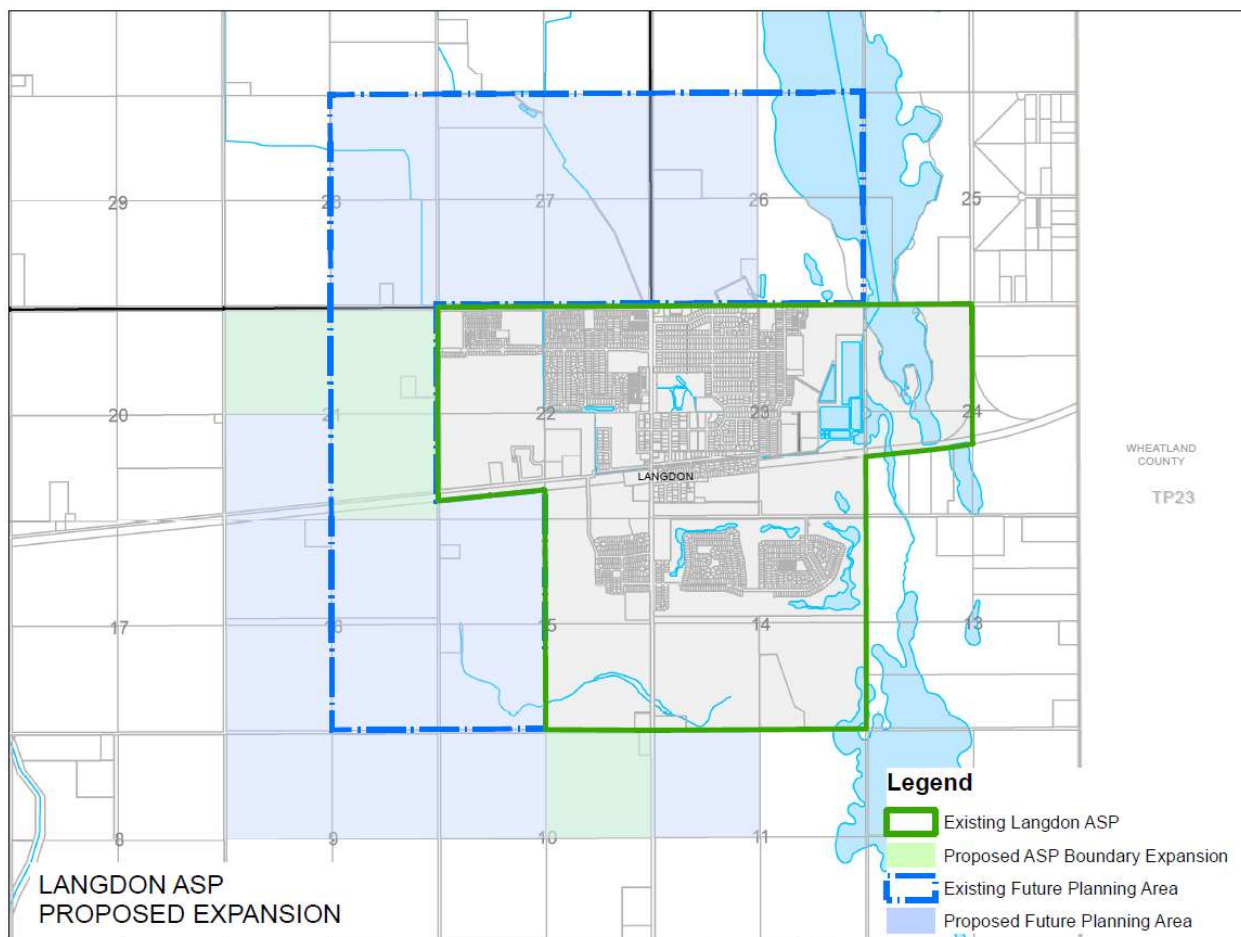 29
28
27
26
25
20
21
22
23
24
LANGDON
WHEATLAND
COUNTY
TP23
17
16
15
14
13
8
9
10
11
LANGDON ASP
PROPOSED EXPANSION
Legend
Existing Langdon ASP
Proposed ASP Boundary Expansion
Existing Future Planning Area
Proposed Future Planning Area